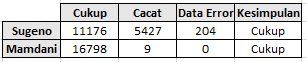 Cukup Cacat Data Error Kesimpulan
Sugeno 11176 5427 204 Cukup
Mamdani 16798 9 0 Cukup